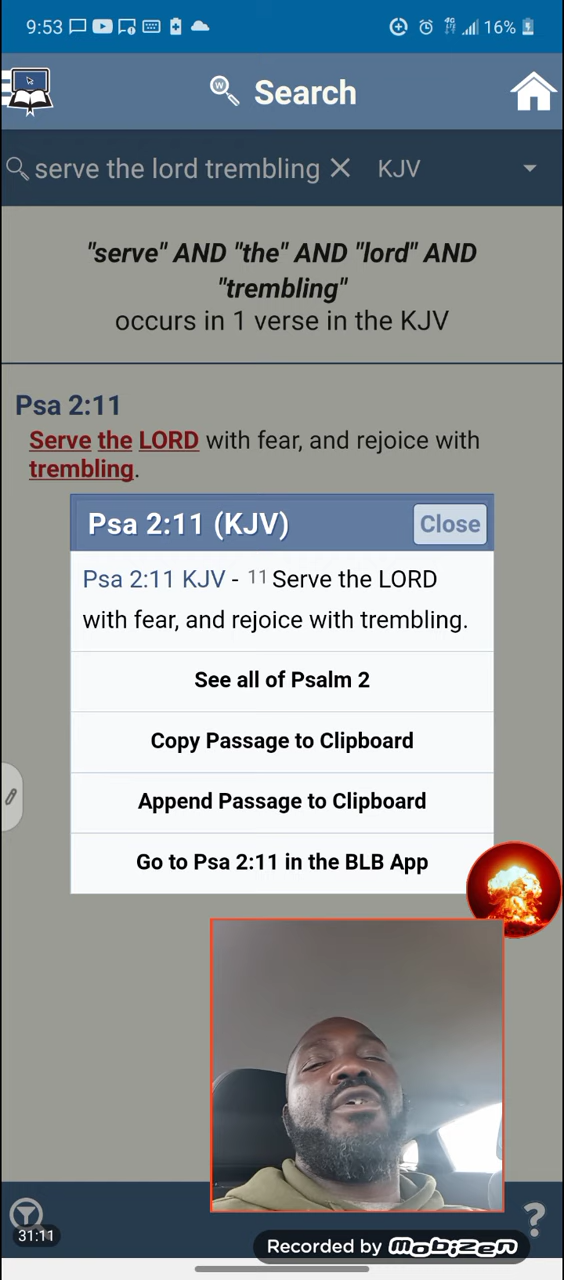 9:53
4G
16%
W
Search
serve the lord trembling
KJV
"serve" AND "the" AND "lord" AND
"trembling"
occurs in 1 verse in the KJV
Psa 2:11
Serve the LORD with fear, and rejoice with
trembling.
Psa 2:11 (KJV)
Close
Psa 2:11 KJV - 11 Serve the LORD
with fear, and rejoice with trembling.
See all of Psalm 2
Copy Passage to Clipboard
Append Passage to Clipboard
Go to Psa 2:11 in the BLB App
31:11
?
Recorded by mobizen